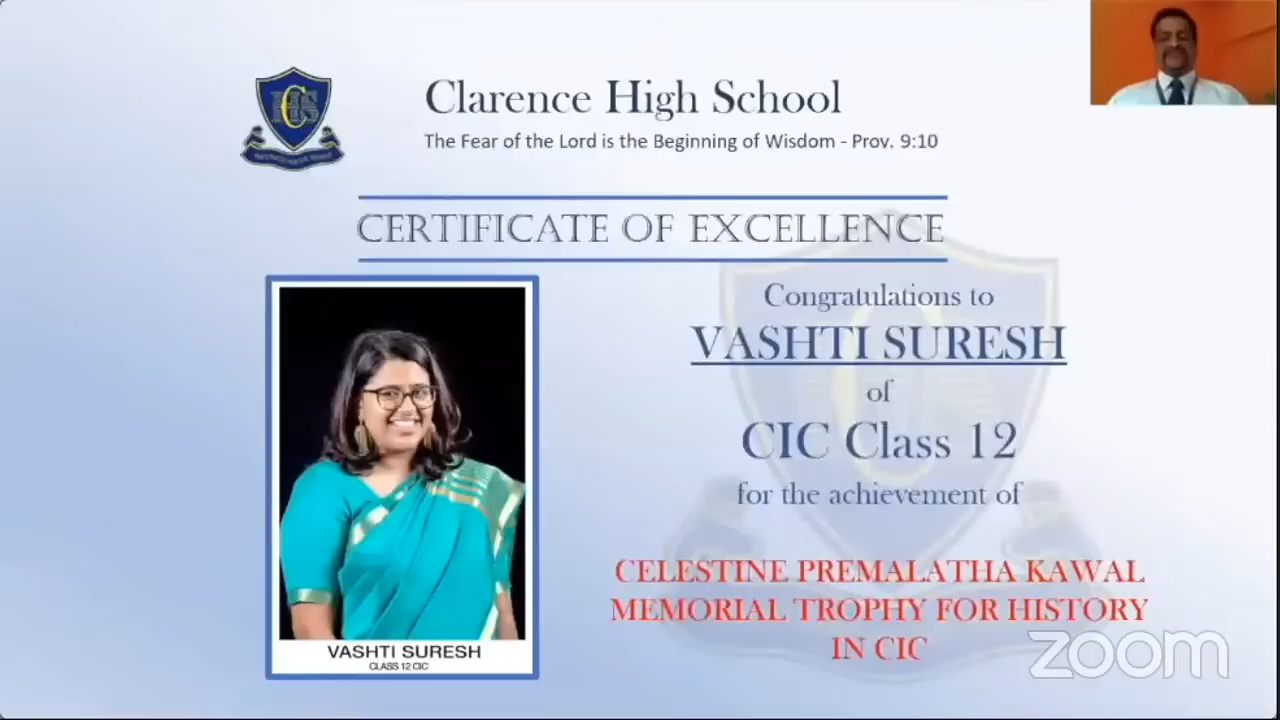 Clarence High School
The Fear of the Lord is the Beginning of Wisdom - Prov. 9:10
CERTIFICATE OF EXCELLENCE
Congratulations to
VASHTI SURESH
of
CIC Class 12
for the achievement of
CELESTINE PREMALATHA KAWAL
MEMORIAL TROPHY FOR HISTORY
IN CIC
VASHTI SURESH
CLASS 12 CIC
CHS
zoom